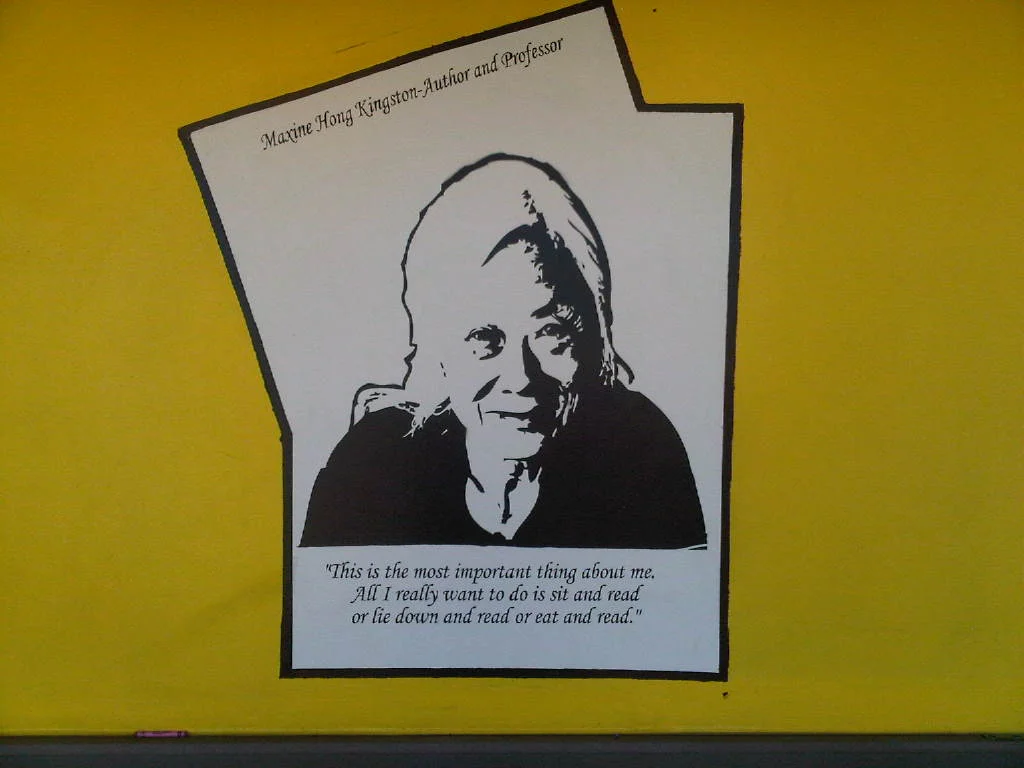 Maxine Hong Kingston-Author and Professor
"This is the most important thing about me.
All I really want to do is sit and read
or lie down and read or eat and read."